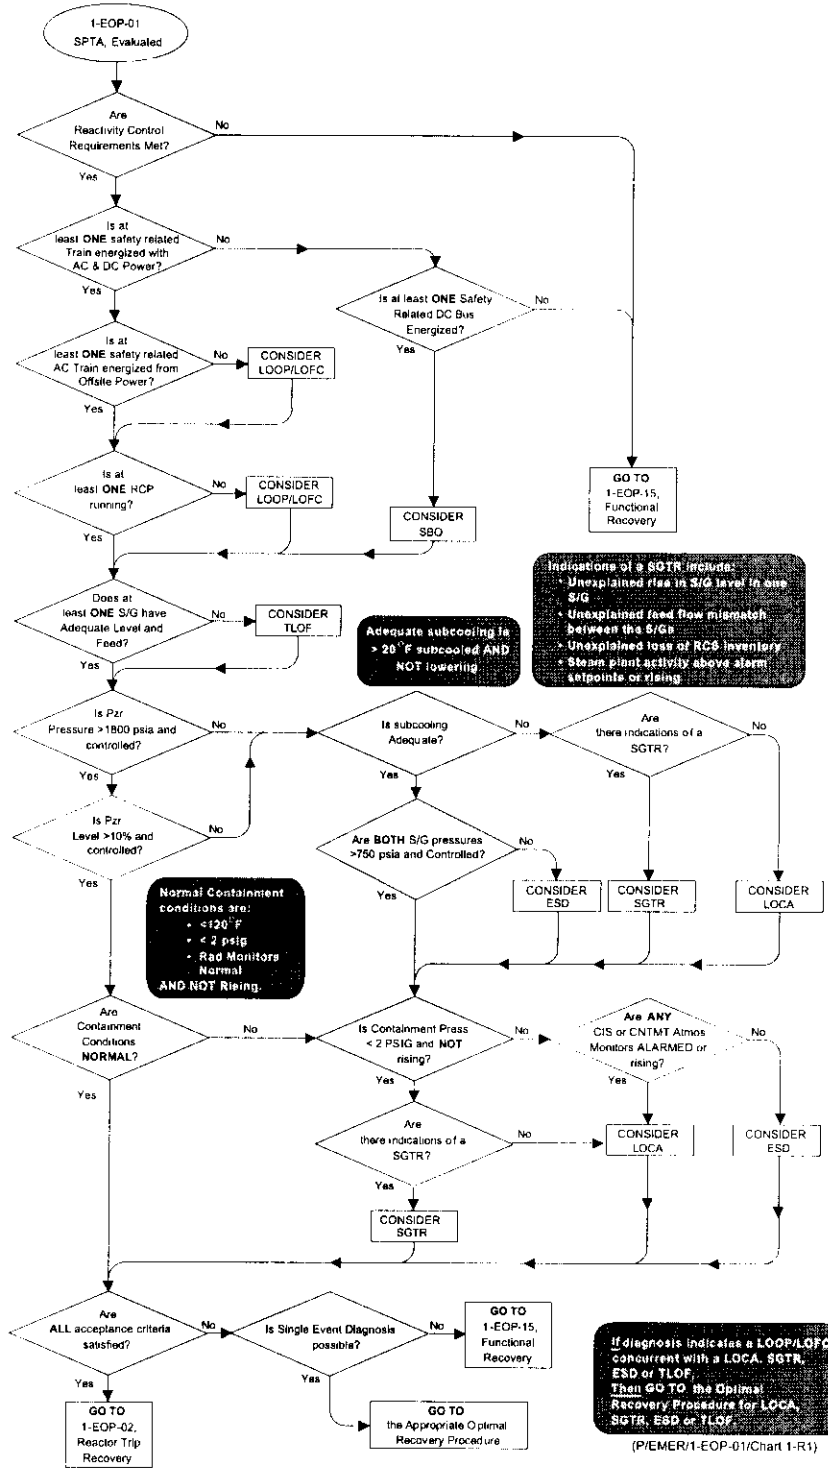 1-EOP-01
SPTA, Evaluated
Are
Reactivity Control
Requirements Met?
No
Yes
Is at
least ONE safety related
Train energized with
AC & DC Power?
No
Yes
Is at least ONE Safety
Related DC Bus
Energized?
No
Yes
Is at
least ONE safety related
AC Train energized from
Offsite Power?
No
Yes
CONSIDER
LOOP/LOFC
Is at
least ONE RCP
running?
No
Yes
CONSIDER
LOOP/LOFC
CONSIDER
SBO
GO TO
1-EOP-15,
Functional
Recovery
Does at
least ONE S/G have
Adequate Level and
Feed?
No
Yes
CONSIDER
TLOF
Adequate subcooling is
> 20°F subcooled AND
NOT lowering
Indications of a SGTR include:
• Unexplained rise in S/G level in one
S/G
• Unexplained feed flow mismatch
between the S/Gs
• Unexplained loss of RCS inventory
• Steam plant activity above alarm
setpoints or rising
Is Pzr
Pressure >1800 psia and
controlled?
No
Yes
Is subcooling
Adequate?
No
Yes
Are
there indications of a
SGTR?
No
Yes
Is Pzr
Level >10% and
controlled?
No
Yes
Are BOTH S/G pressures
>750 psia and Controlled?
No
Yes
CONSIDER
ESD
CONSIDER
SGTR
CONSIDER
LOCA
Normal Containment
conditions are:
• <120°F
• < 2 psig
• Rad Monitors
Normal
AND NOT Rising.
Are
Containment
Conditions
NORMAL?
No
Yes
Is Containment Press
< 2 PSIG and NOT
rising?
No
Yes
Are ANY
CIS or CNTMT Atmos
Monitors ALARMED or
rising?
No
Yes
Are
there indications of a
SGTR?
No
Yes
CONSIDER
LOCA
CONSIDER
ESD
CONSIDER
SGTR
Are
ALL acceptance criteria
satisfied?
No
Yes
Is Single Event Diagnosis
possible?
No
Yes
GO TO
1-EOP-15,
Functional
Recovery
GO TO
1-EOP-02,
Reactor Trip
Recovery
GO TO
the Appropriate Optimal
Recovery Procedure
If diagnosis indicates a LOOP/LOFC
concurrent with a LOCA, SGTR,
ESD or TLOF,
Then GO TO the Optimal
Recovery Procedure for LOCA,
SGTR, ESD or TLOF.
(P/EMER/1-EOP-01/Chart 1-R1)